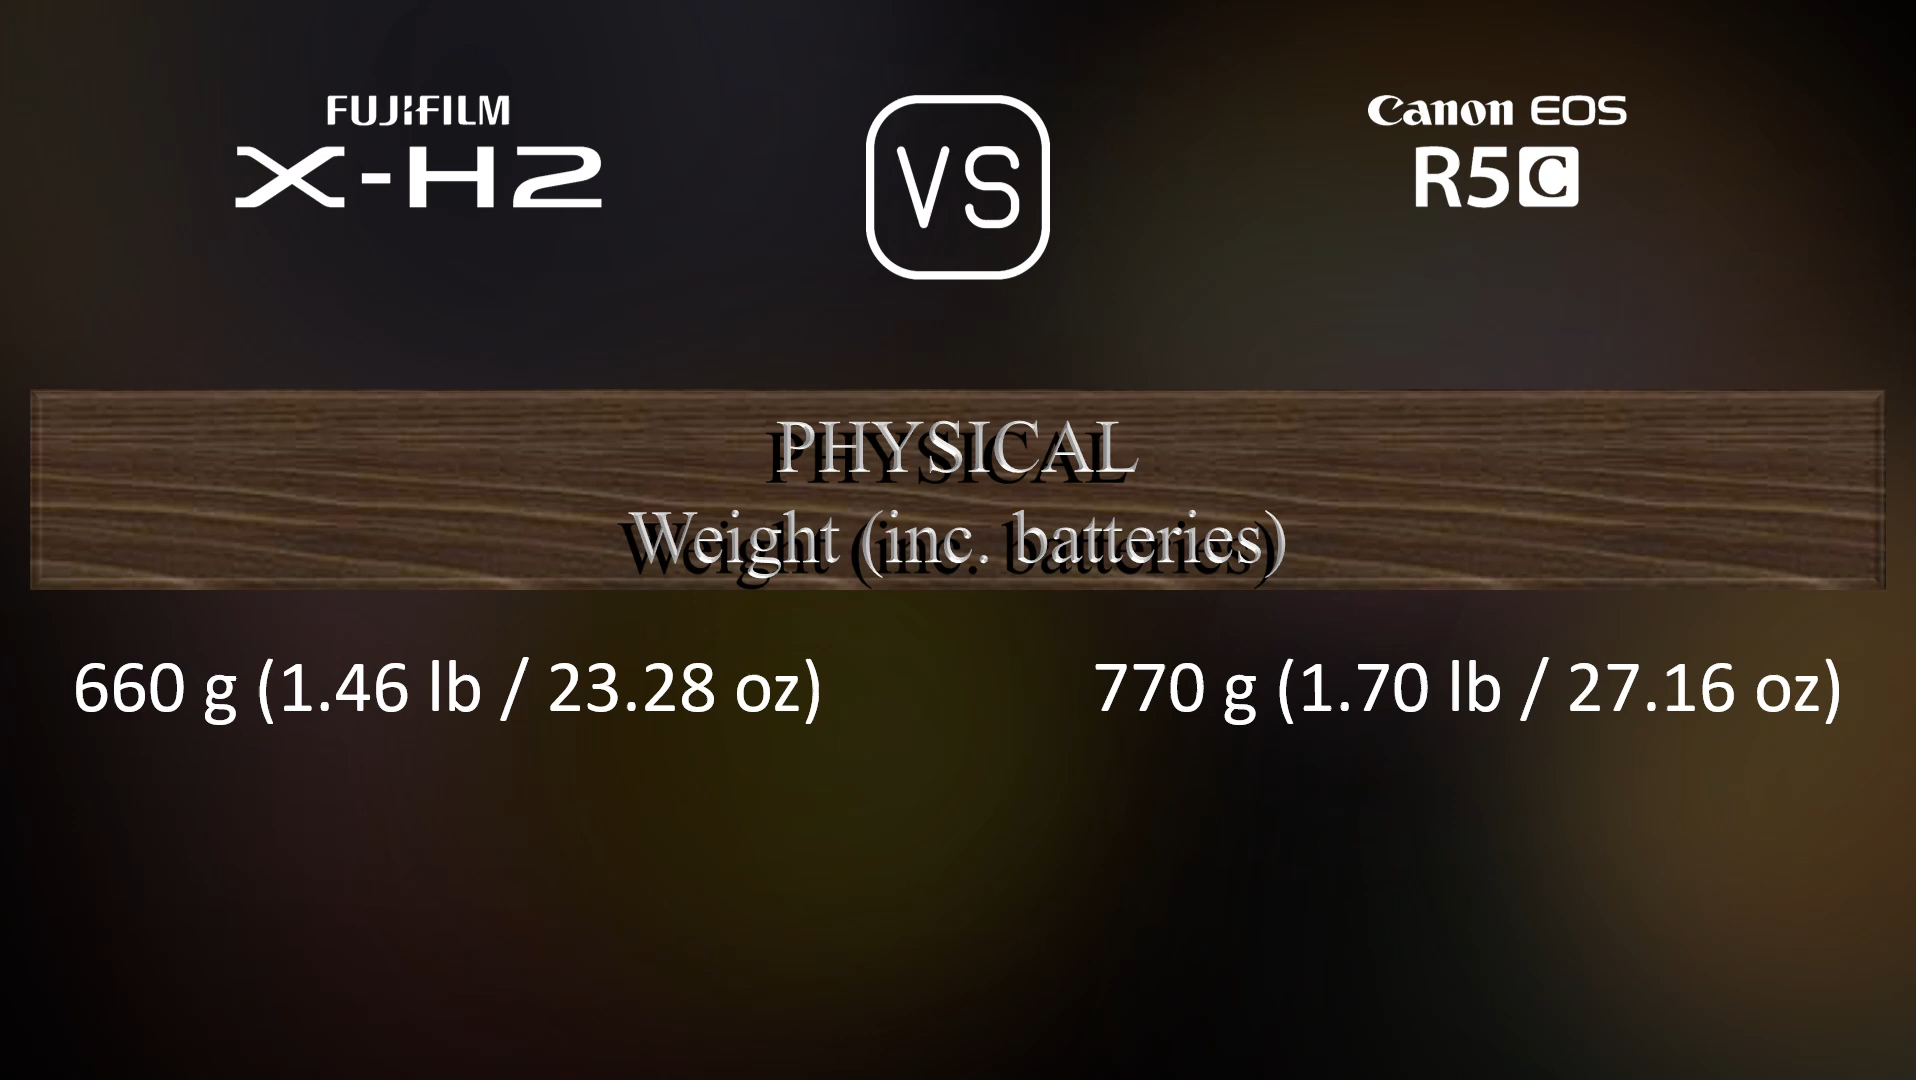 FUJIFILM
X-H2
VS
Canon EOS
R5C
PHYSICAL
Weight (inc. batteries)
660 g (1.46 lb / 23.28 oz)
770 g (1.70 lb / 27.16 oz)